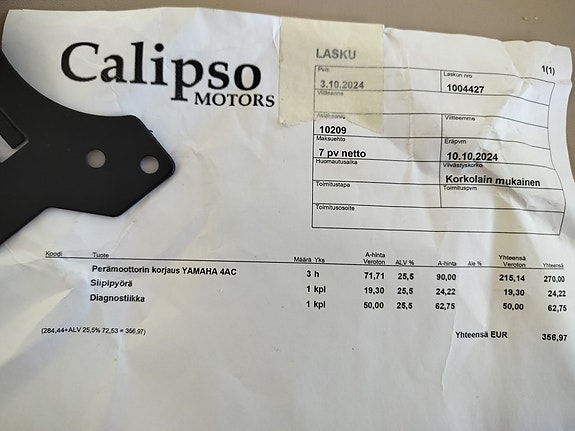 Calipso
MOTORS
LASKU
1(1)
Pvm
3.10.2024
Laskun nro
1004427
Viitteenne
Asiakasnro
10209
Viitteemme
Maksuehto
7 pv netto
Eräpvm
10.10.2024
Huomautusaika
Viivästyskorko
Korkolain mukainen
Toimitustapa
Toimituspvm
Toimitusosoite
Koodi Tuote Määrä Yks A-hinta Veroton ALV % A-hinta Ale % Yhteensä Veroton Yhteensä
Perämoottorin korjaus YAMAHA 4AC 3 h 71,71 25,5 90,00 215,14 270,00
Siipipyörä 1 kpl 19,30 25,5 24,22 19,30 24,22
Diagnostiikka 1 kpl 50,00 25,5 62,75 50,00 62,75
(284,44+ALV 25,5% 72,53 = 356,97)
Yhteensä EUR 356,97